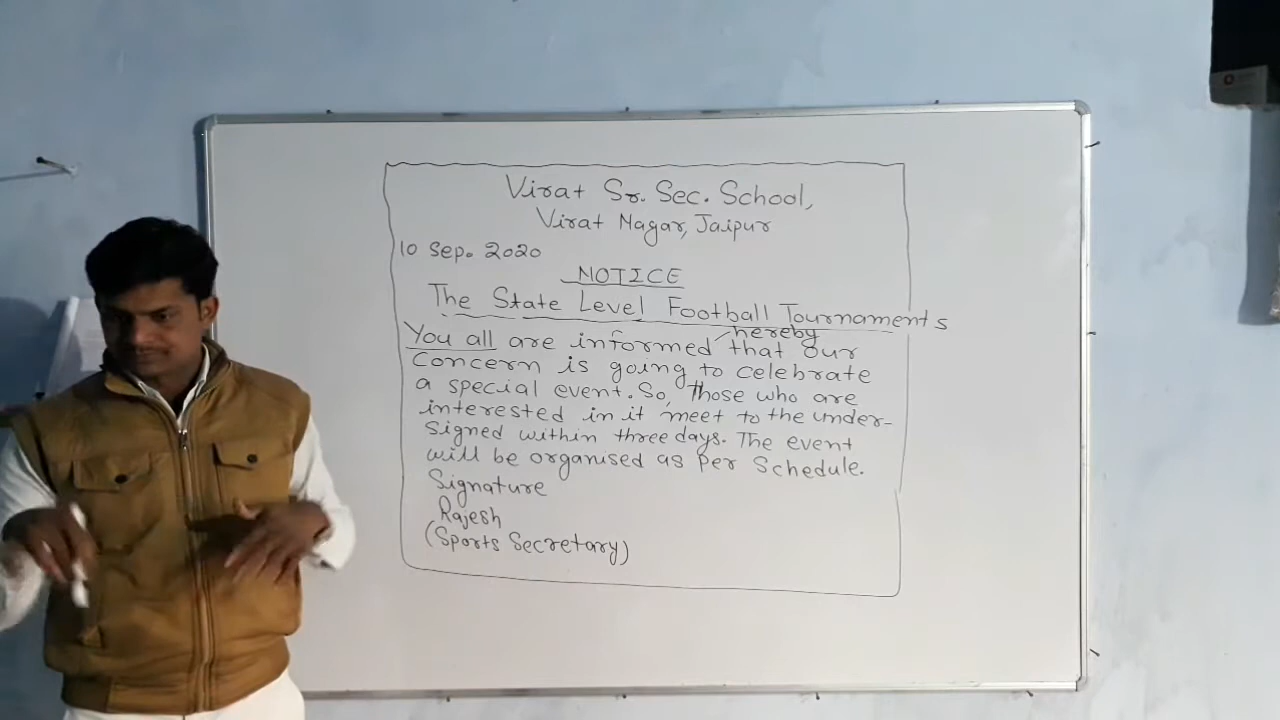 Virat Sr. Sec. School,
Virat Nagar, Jaipur
10 Sep. 2020
NOTICE
The State Level Football Tournaments
hereby
You all are informed that our
Concern is going to celebrate
a special event. So, Those who are
interested in it meet to the under-
signed within three days. The event
will be organised as per schedule.
Signature
Rajesh
(Sports Secretary)